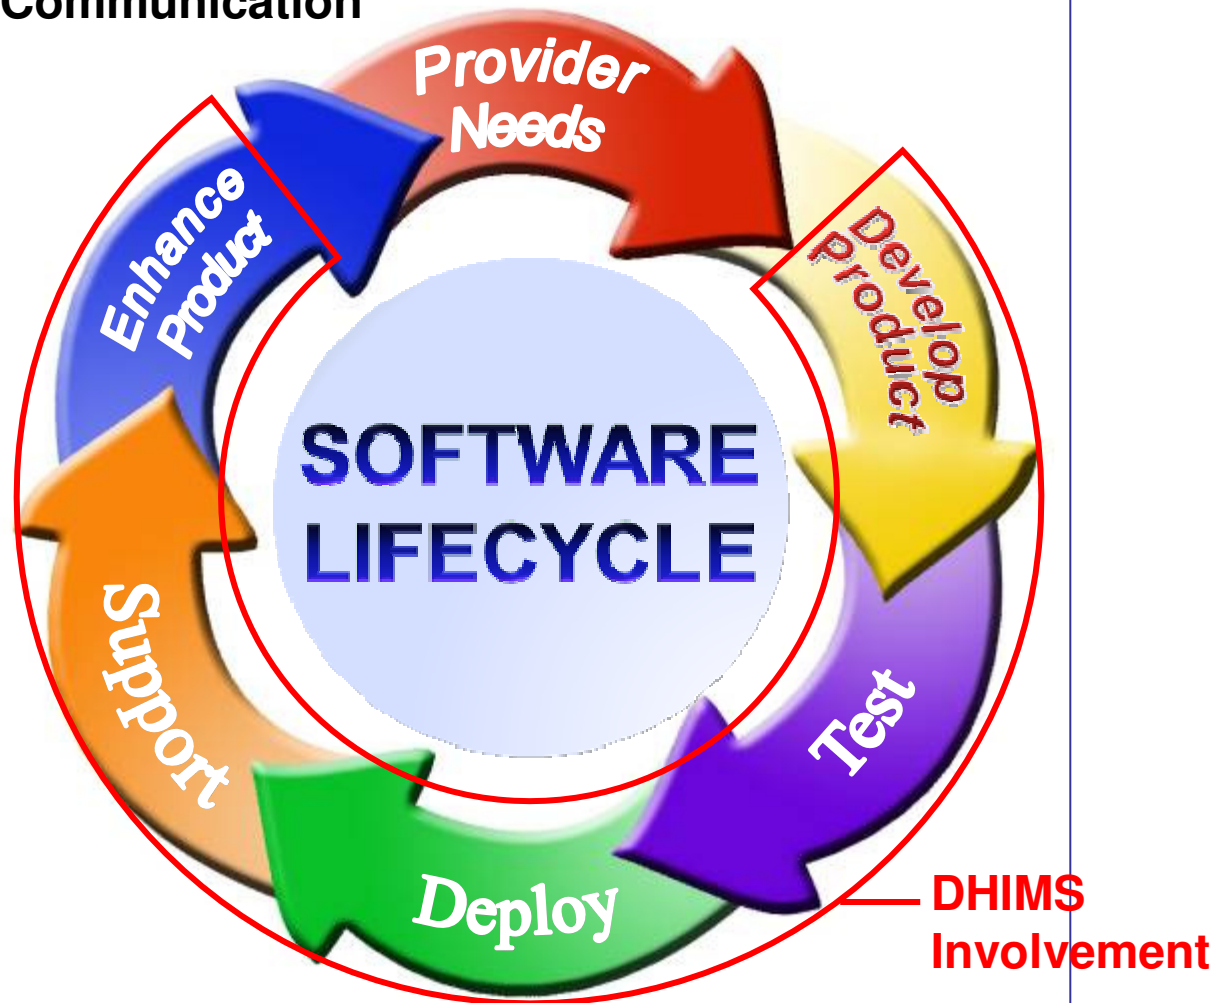 Communication
Provider
Needs
Develop
Product
Enhance
Product
SOFTWARE
LIFECYCLE
Test
Support
Deploy
DHIMS
Involvement